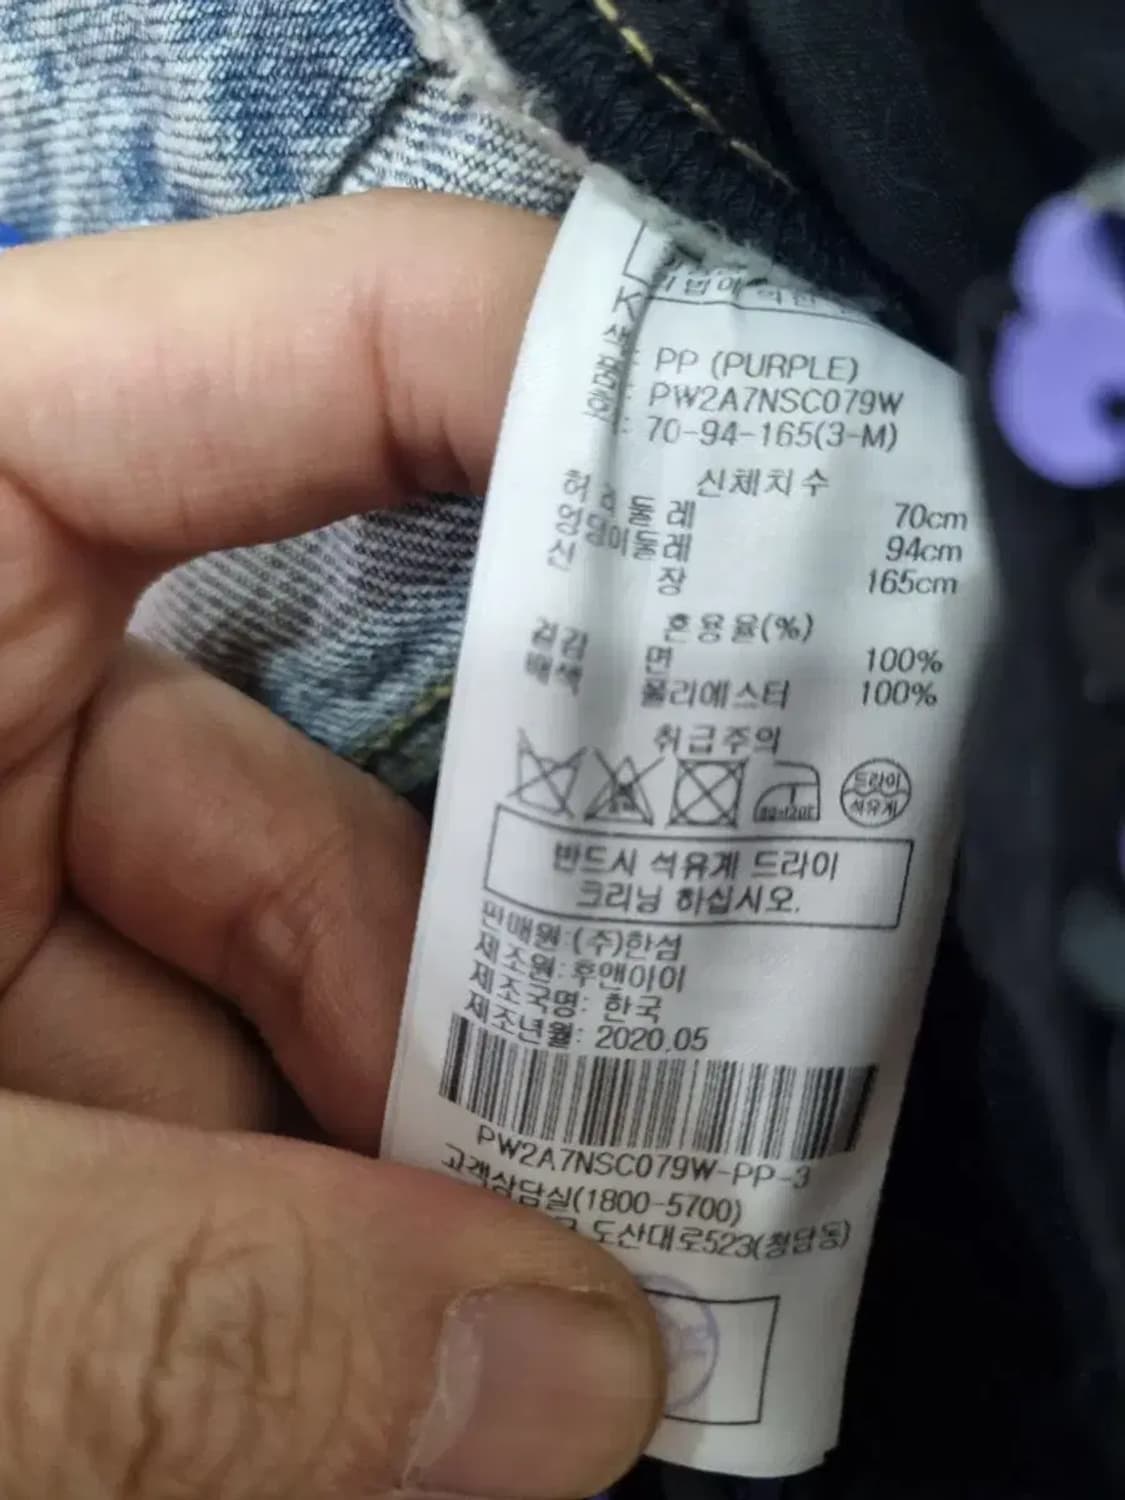 PP (PURPLE)
: PW2A7NSC079W
: 70-94-165(3-M)
신체치수
허리둘레 70cm
엉덩이둘레 94cm
신장 165cm
혼용율(%)
겉감 면 100%
배색 폴리에스터 100%
취급주의
80~120℃
드라이
석유계
반드시 석유계 드라이
크리닝 하십시오.
판매원:(주)한섬
제조원:후앤아이
제조국명: 한국
제조년월: 2020.05
PW2A7NSC079W-PP-3
고객상담실(1800-5700)
도산대로523(청담동)